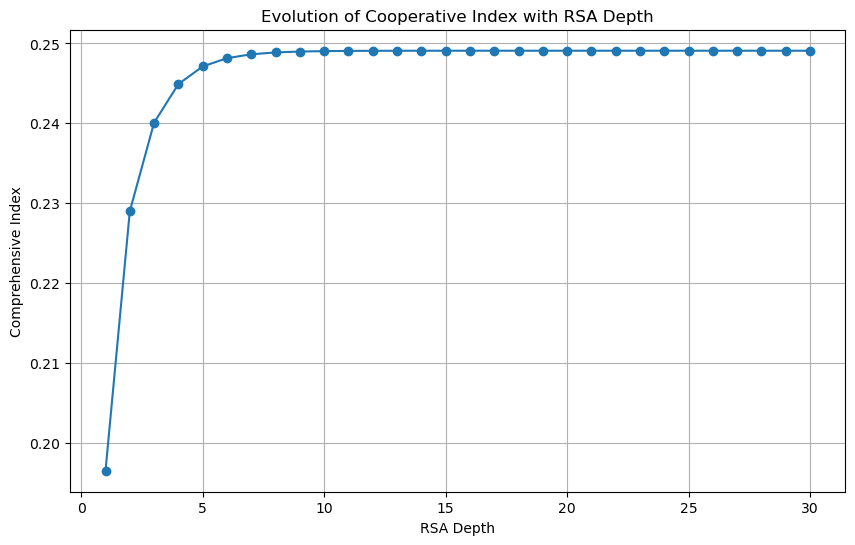 Evolution of Cooperative Index with RSA Depth
Comprehensive Index
0.25
0.24
0.23
0.22
0.21
0.20
0 5 10 15 20 25 30
RSA Depth